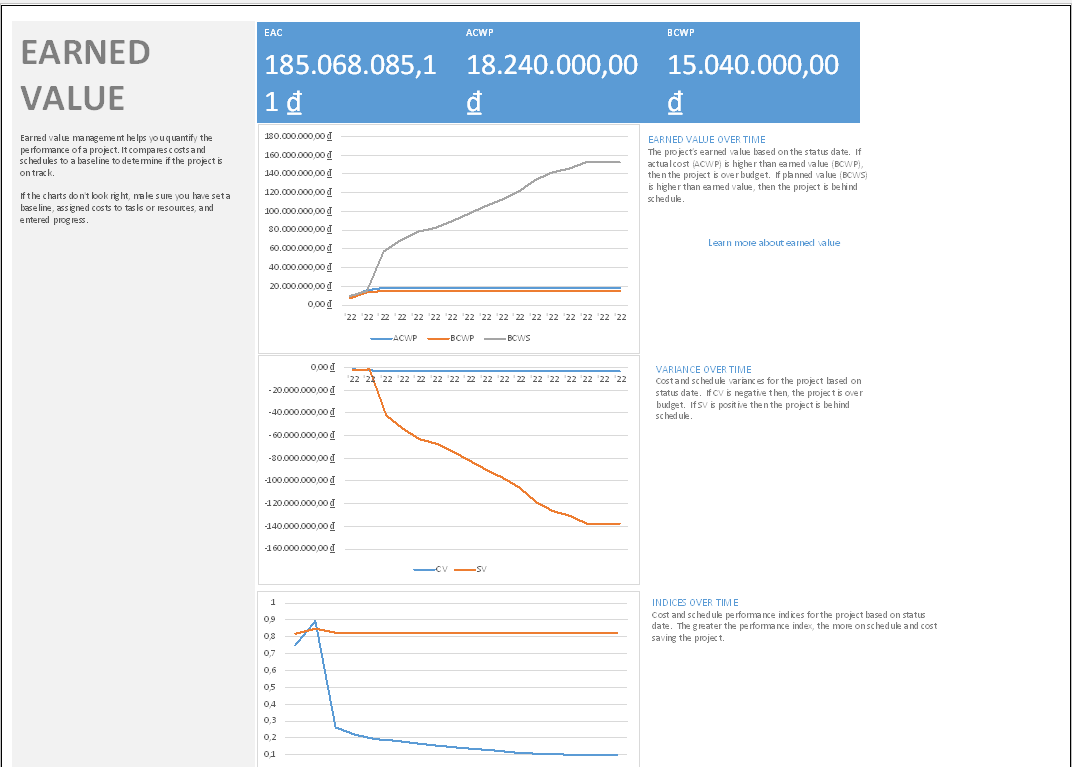 EARNED
VALUE
Earned value management helps you quantify the
performance of a project. It compares costs and
schedules to a baseline to determine if the project is
on track.
If the charts don't look right, make sure you have set a
baseline, assigned costs to tasks or resources, and
entered progress.
EAC
185.068.085,1
1 ₫
ACWP
18.240.000,00
₫
BCWP
15.040.000,00
₫
180.000.000,00 ₫
160.000.000,00 ₫
140.000.000,00 ₫
120.000.000,00 ₫
100.000.000,00 ₫
80.000.000,00 ₫
60.000.000,00 ₫
40.000.000,00 ₫
20.000.000,00 ₫
0,00 ₫
'22 '22 '22 '22 '22 '22 '22 '22 '22 '22 '22 '22 '22 '22 '22 '22 '22
ACWP BCWP BCWS
EARNED VALUE OVER TIME
The project's earned value based on the status date. If
actual cost (ACWP) is higher than earned value (BCWP),
then the project is over budget. If planned value (BCWS)
is higher than earned value, then the project is behind
schedule.
Learn more about earned value
0,00 ₫
'22 '22 '22 '22 '22 '22 '22 '22 '22 '22 '22 '22 '22 '22 '22 '22 '22
-20.000.000,00 ₫
-40.000.000,00 ₫
-60.000.000,00 ₫
-80.000.000,00 ₫
-100.000.000,00 ₫
-120.000.000,00 ₫
-140.000.000,00 ₫
-160.000.000,00 ₫
CV SV
VARIANCE OVER TIME
Cost and schedule variances for the project based on
status date. If CV is negative then, the project is over
budget. If SV is positive then the project is behind
schedule.
1
0,9
0,8
0,7
0,6
0,5
0,4
0,3
0,2
0,1
INDICES OVER TIME
Cost and schedule performance indices for the project based on status
date. The greater the performance index, the more on schedule and cost
saving the project.